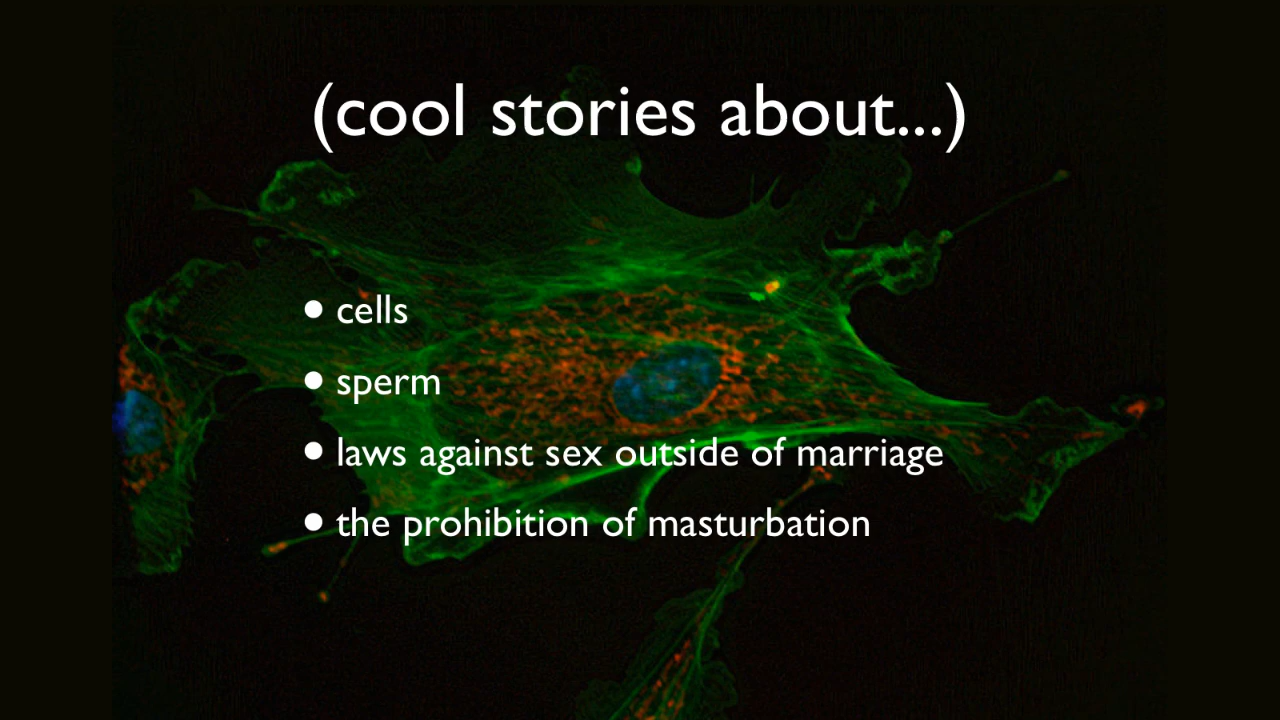 (cool stories about...)
• cells
• sperm
• laws against sex outside of marriage
• the prohibition of masturbation